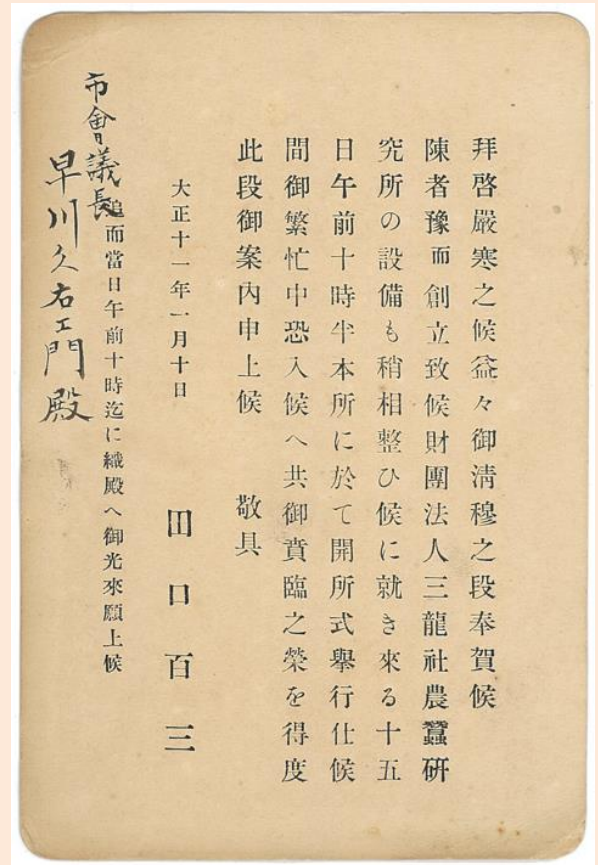 拜啓嚴寒之候益々御清穆之段奉賀候
陳者豫而創立致候財團法人三龍社農蠶研
究所の設備も稍相整ひ候に就き來る十五
日午前十時半本所に於て開所式擧行仕候
間御繁忙中恐入候へ共御賁臨之榮を得度
此段御案內申上候　敬具
大正十一年一月十日
田口百三
追而當日午前十時迄に織殿へ御光來願上候
市會議長
早川久右エ門殿